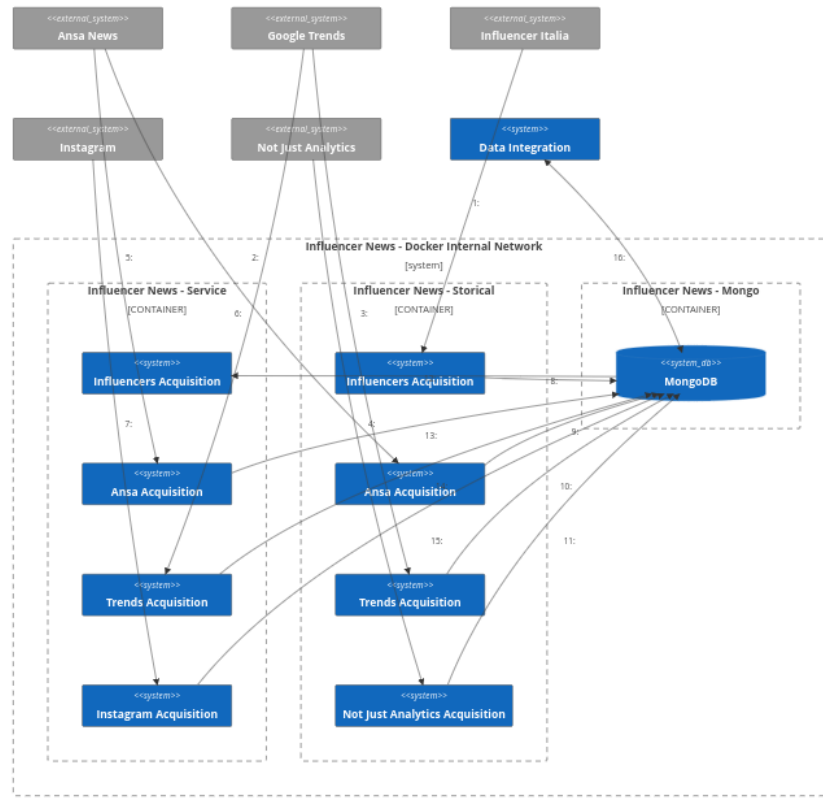 <<external_system>>
Ansa News
<<external_system>>
Google Trends
<<external_system>>
Influencer Italia
<<external_system>>
Instagram
<<external_system>>
Not Just Analytics
<<system>>
Data Integration
1:
Influencer News - Docker Internal Network
[system]
5:
2:
16:
Influencer News - Service
[CONTAINER]
Influencer News - Storical
[CONTAINER]
Influencer News - Mongo
[CONTAINER]
6:
3:
<<system>>
Influencers Acquisition
<<system>>
Influencers Acquisition
8:
<<system_db>>
MongoDB
7:
4:
13:
9:
<<system>>
Ansa Acquisition
<<system>>
Ansa Acquisition
10:
15:
11:
<<system>>
Trends Acquisition
<<system>>
Trends Acquisition
<<system>>
Instagram Acquisition
<<system>>
Not Just Analytics Acquisition